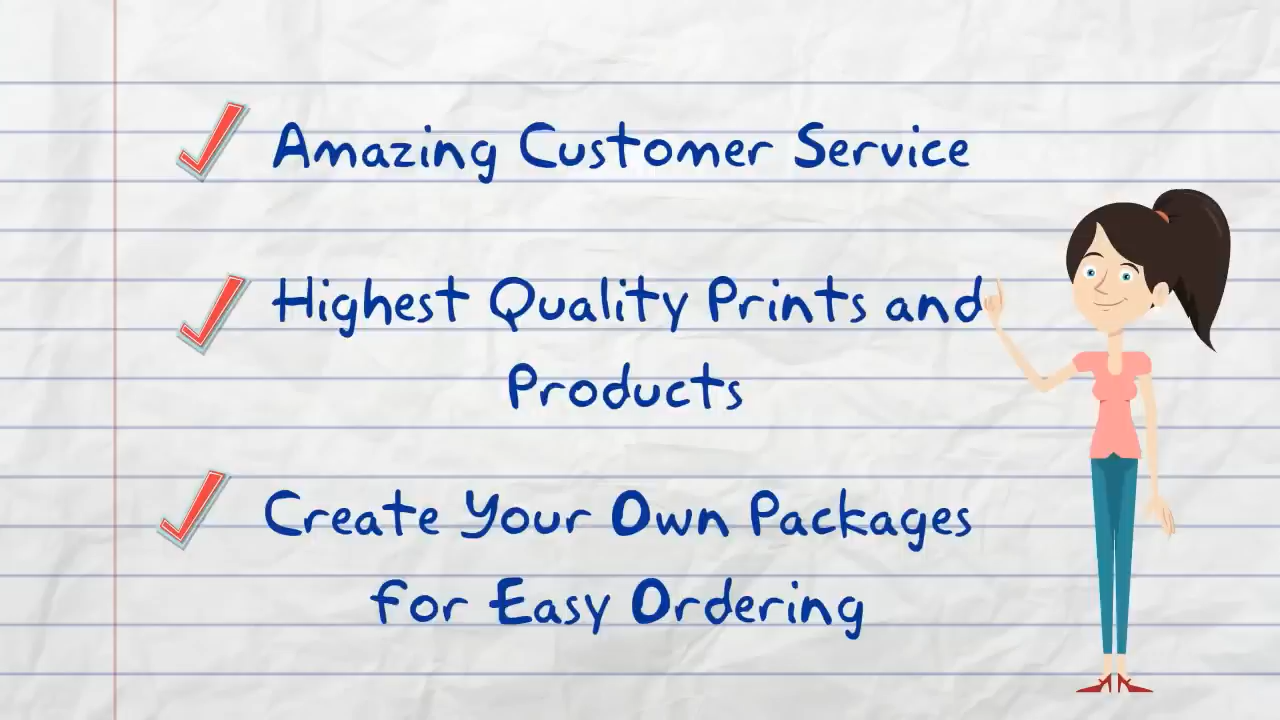 Amazing Customer Service
Highest Quality Prints and
Products
Create Your Own Packages
for Easy Ordering